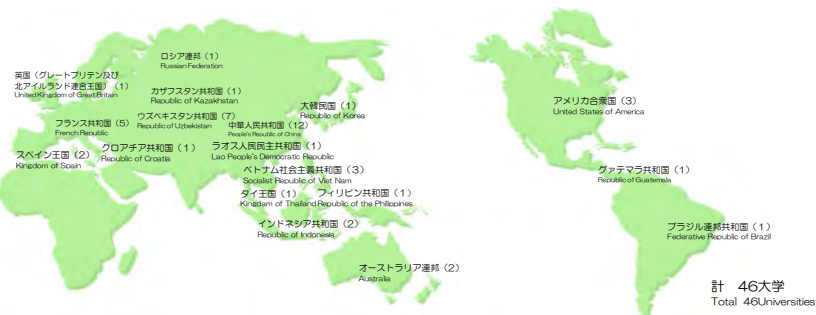 ロシア連邦（1）
Russian Federation
英国（グレートブリテン及び
北アイルランド連合王国）（1）
United Kingdom of Great Britain
カザフスタン共和国（1）
Republic of Kazakhstan
大韓民国（1）
Republic of Korea
フランス共和国（5）
French Republic
ウズベキスタン共和国（7）
Republic of Uzbekistan
中華人民共和国（12）
People's Republic of China
スペイン王国（2）
Kingdom of Spain
クロアチア共和国（1）
Republic of Croatia
ラオス人民民主共和国（1）
Lao People's Democratic Republic
ベトナム社会主義共和国（3）
Socialist Republic of Viet Nam
タイ王国（1）
Kingdam of Thailand
フィリピン共和国（1）
Republic of the Philippines
インドネシア共和国（2）
Republic of Indonesia
オーストラリア連邦（2）
Australia
アメリカ合衆国（3）
United States of America
グァテマラ共和国（1）
Republic of Guatemala
ブラジル連邦共和国（1）
Federative Republic of Brazil
計　46大学
Total 46Universities